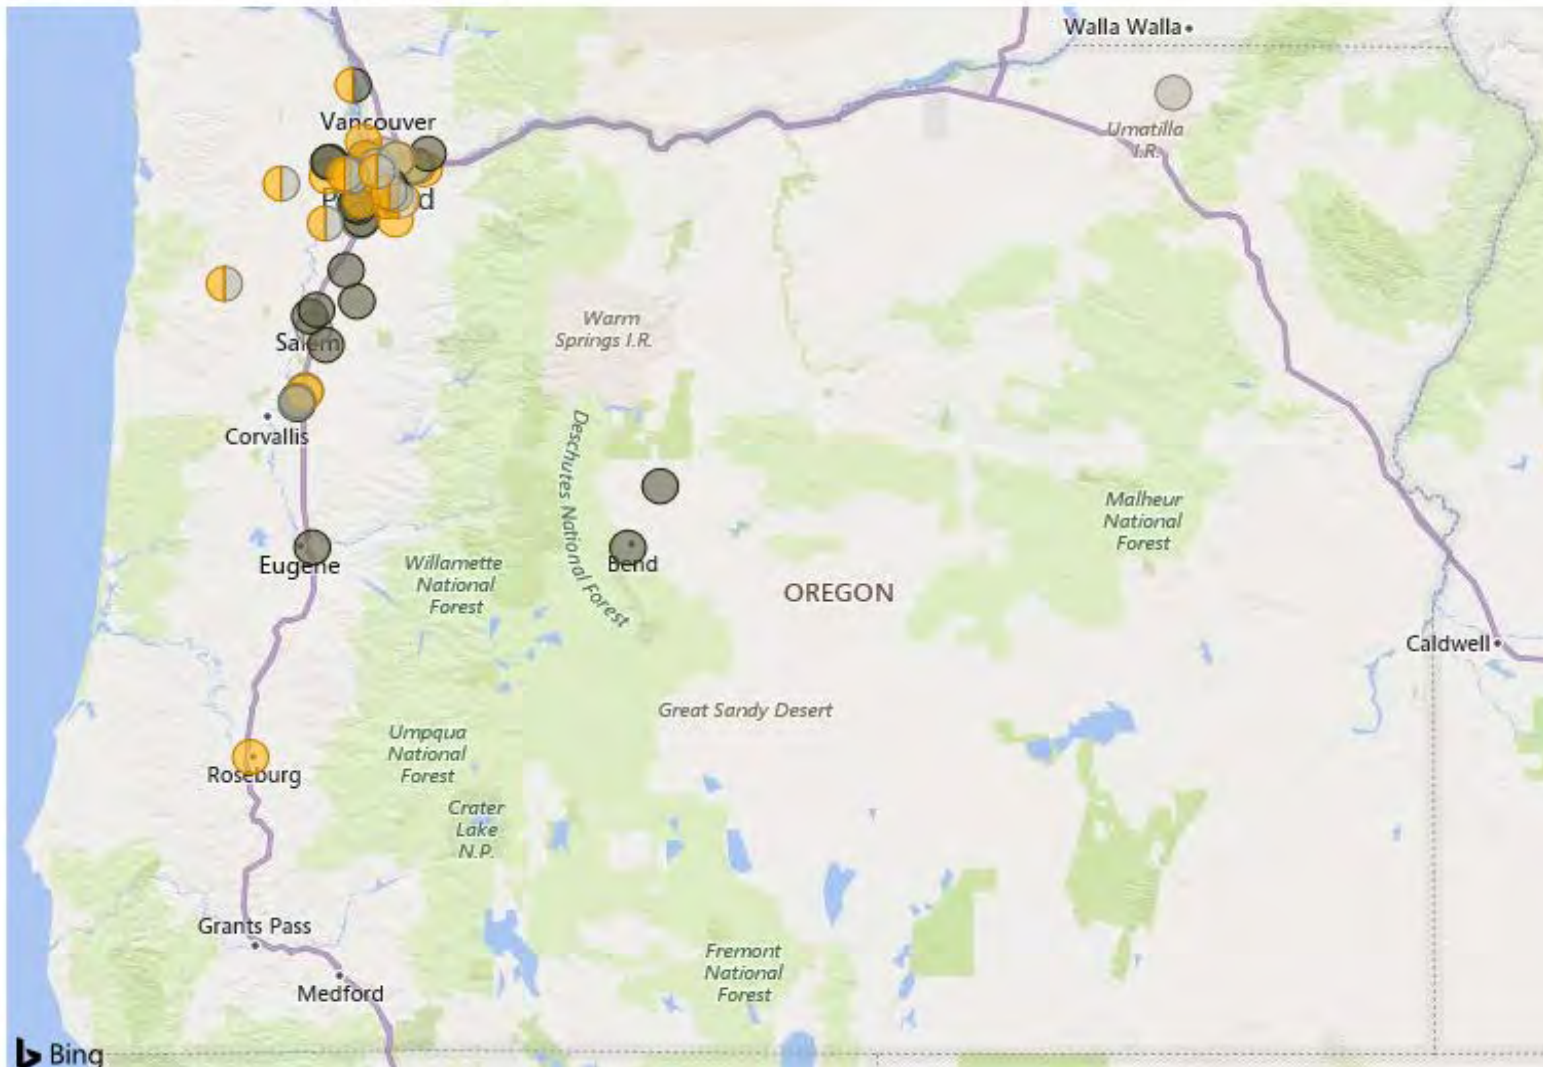 Walla Walla
Vancouver
Umatilla
I.R.
Warm
Springs I.R.
Salem
Corvallis
Deschutes National Forest
Malheur
National
Forest
Eugene
Willamette
National
Forest
Bend
OREGON
Caldwell
Great Sandy Desert
Umpqua
National
Forest
Roseburg
Crater
Lake
N.P.
Grants Pass
Fremont
National
Forest
Medford
Bing